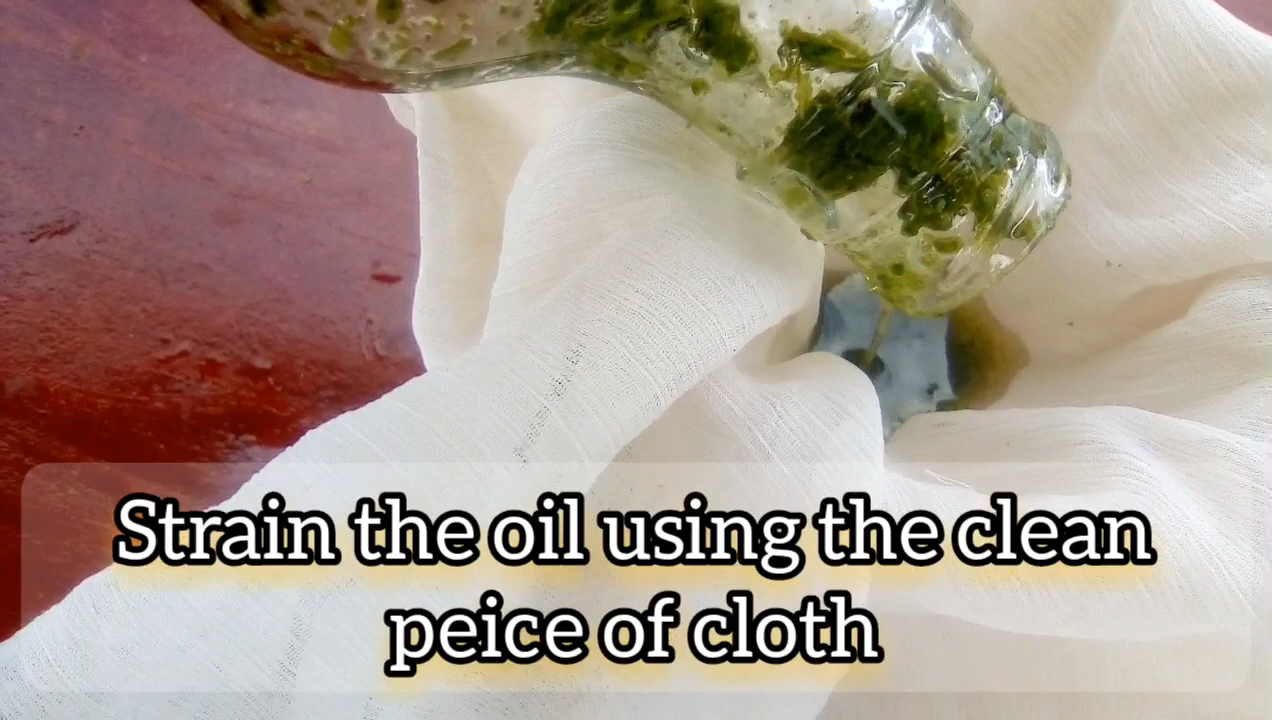 Strain the oil using the clean
peice of cloth